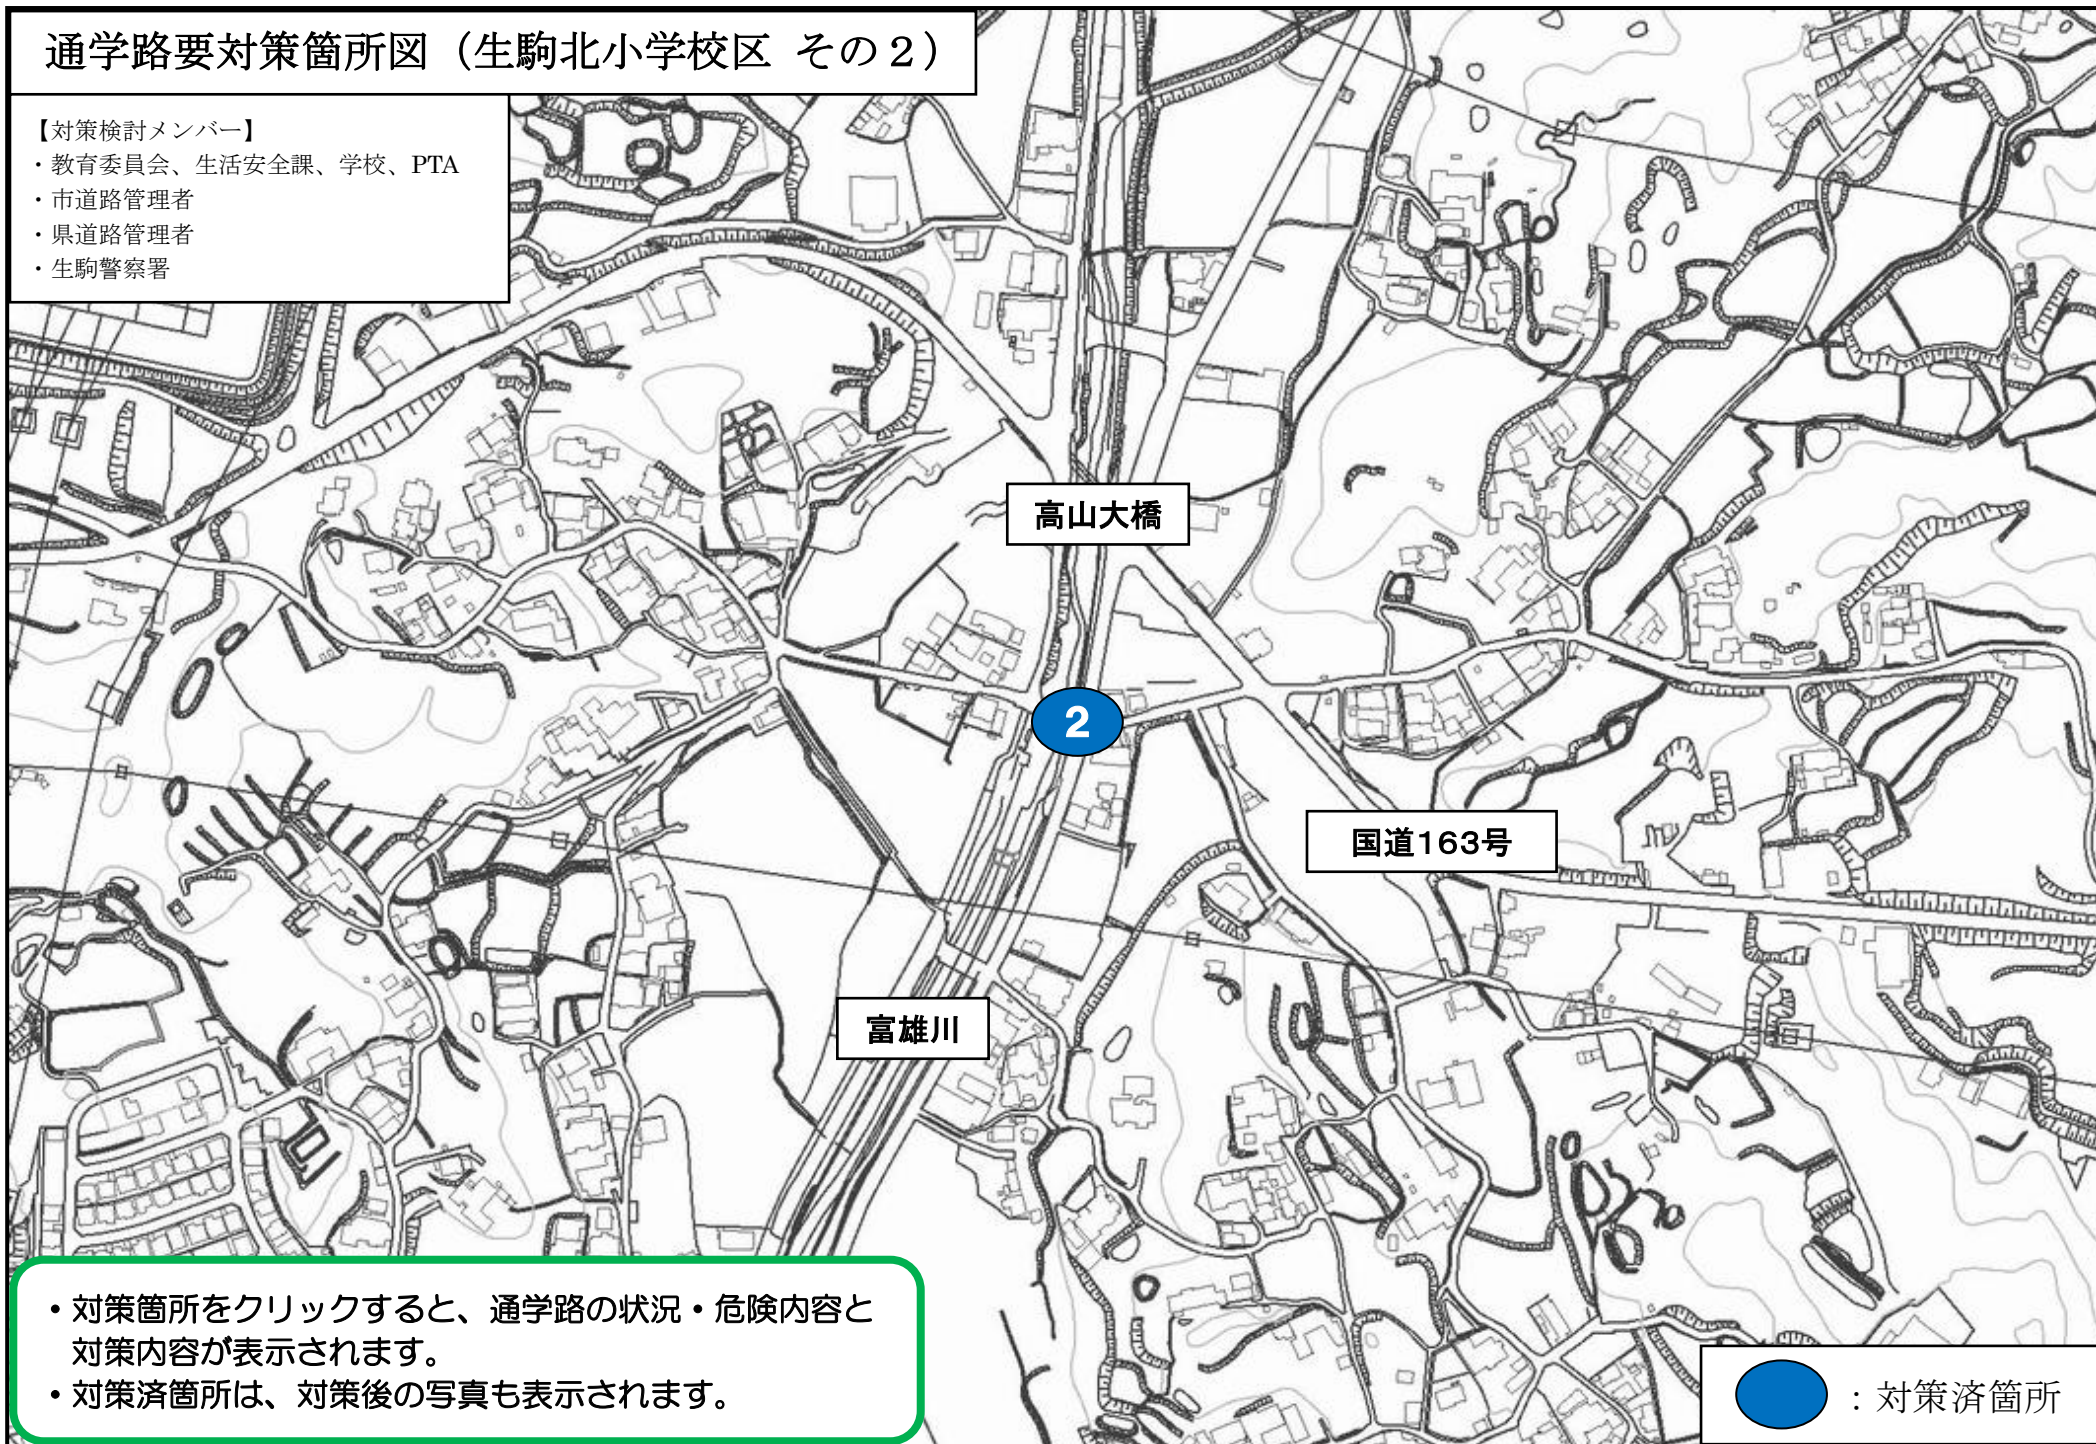 通学路要対策箇所図（生駒北小学校区 その２）
【対策検討メンバー】
・教育委員会、生活安全課、学校、PTA
・市道路管理者
・県道路管理者
・生駒警察署
高山大橋
2
国道163号
富雄川
・対策箇所をクリックすると、通学路の状況・危険内容と
対策内容が表示されます。
・対策済箇所は、対策後の写真も表示されます。
：対策済箇所